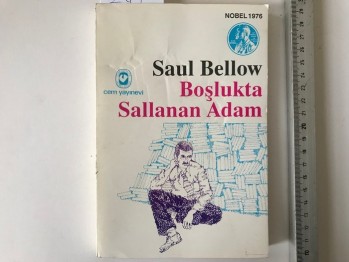 NOBEL 1976
cem yayınevi
Saul Bellow
Boşlukta
Sallanan Adam